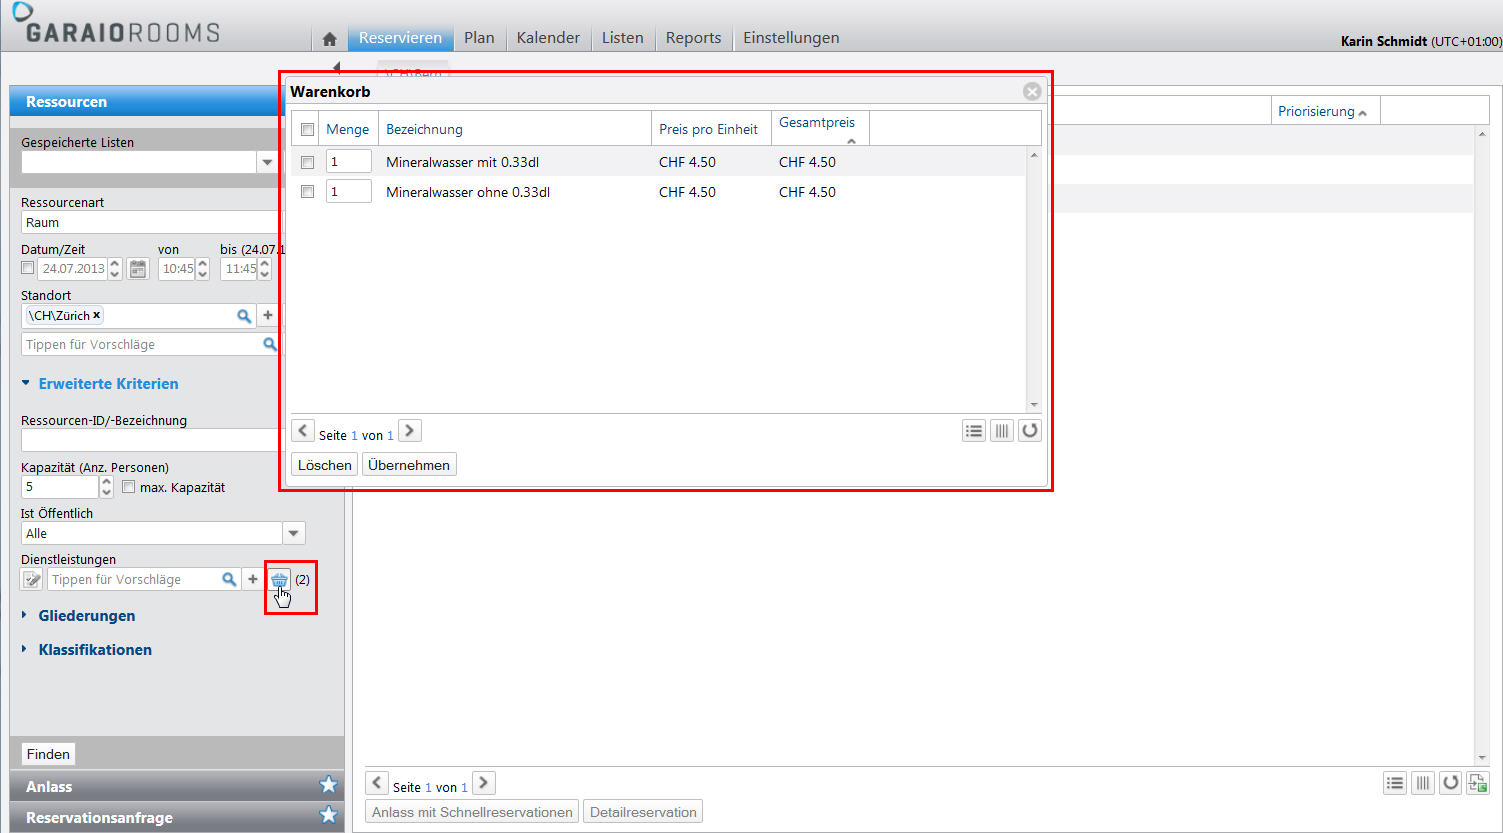 GARAIOROOMS
Reservieren
Plan
Kalender
Listen
Reports
Einstellungen
Karin Schmidt (UTC+01:00)
\CH\Bern
Ressourcen
Gespeicherte Listen
Ressourcenart
Raum
Datum/Zeit
von
bis (24.07.1
24.07.2013
10:45
11:45
Standort
\CH\Zürich x
Tippen für Vorschläge
Erweiterte Kriterien
Ressourcen-ID/-Bezeichnung
Kapazität (Anz. Personen)
5
max. Kapazität
Ist Öffentlich
Alle
Dienstleistungen
Tippen für Vorschläge
(2)
Gliederungen
Klassifikationen
Finden
Anlass
Reservationsanfrage
Warenkorb
Menge Bezeichnung Preis pro Einheit Gesamtpreis
1 Mineralwasser mit 0.33dl CHF 4.50 CHF 4.50
1 Mineralwasser ohne 0.33dl CHF 4.50 CHF 4.50
Seite 1 von 1
Löschen
Übernehmen
Priorisierung
Seite 1 von 1
Anlass mit Schnellreservationen
Detailreservation